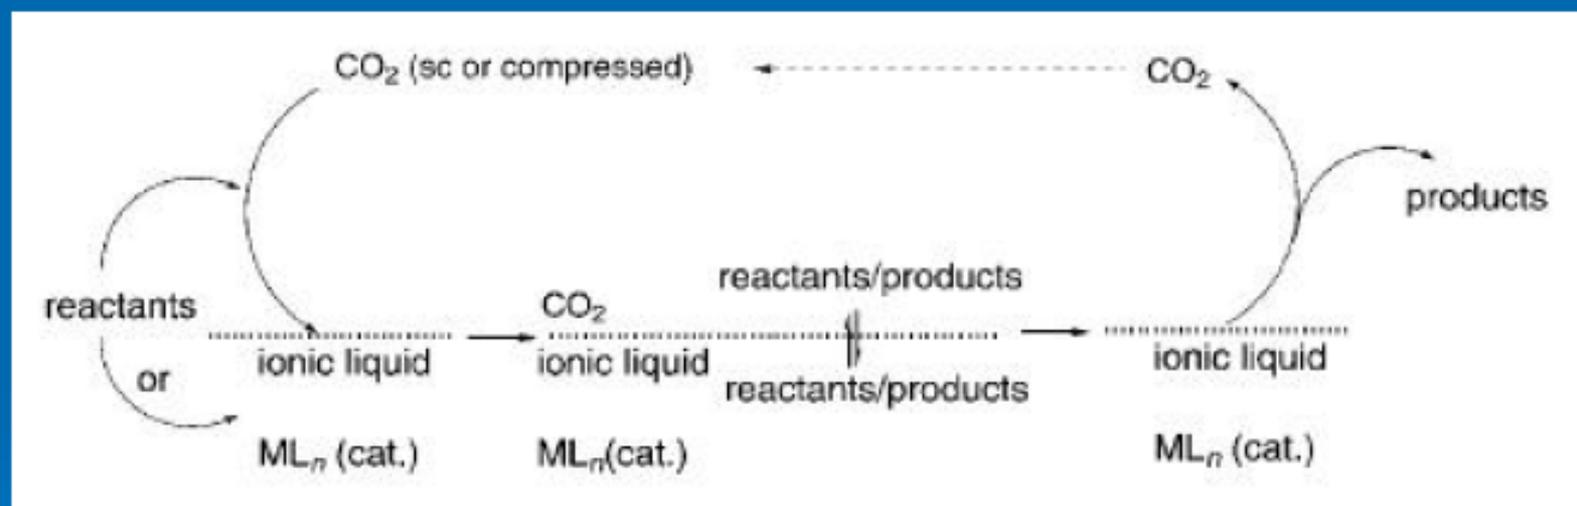 CO₂ (sc or compressed)
CO₂
products
reactants
or
ionic liquid
MLₙ (cat.)
CO₂
ionic liquid
MLₙ(cat.)
reactants/products
reactants/products
ionic liquid
MLₙ (cat.)